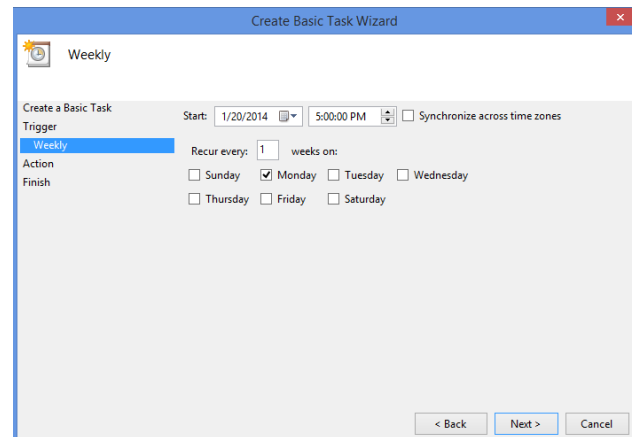 Create Basic Task Wizard
Weekly
Create a Basic Task
Trigger
Weekly
Action
Finish
Start: 1/20/2014 5:00:00 PM Synchronize across time zones
Recur every: 1 weeks on:
Sunday Monday Tuesday Wednesday
Thursday Friday Saturday
< Back Next > Cancel